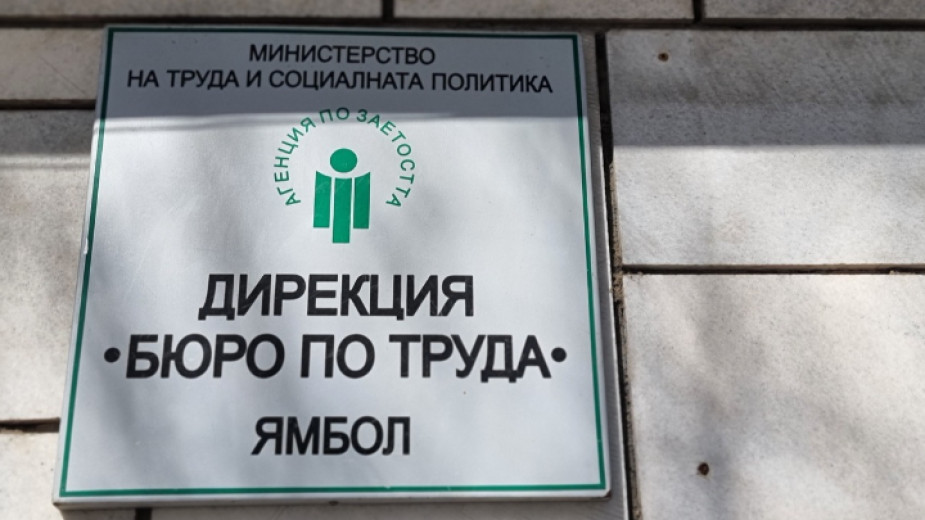 МИНИСТЕРСТВО
НА ТРУДА И СОЦИАЛНАТА ПОЛИТИКА
АГЕНЦИЯ ПО ЗАЕТОСТТА
ДИРЕКЦИЯ
•БЮРО ПО ТРУДА•
ЯМБОЛ